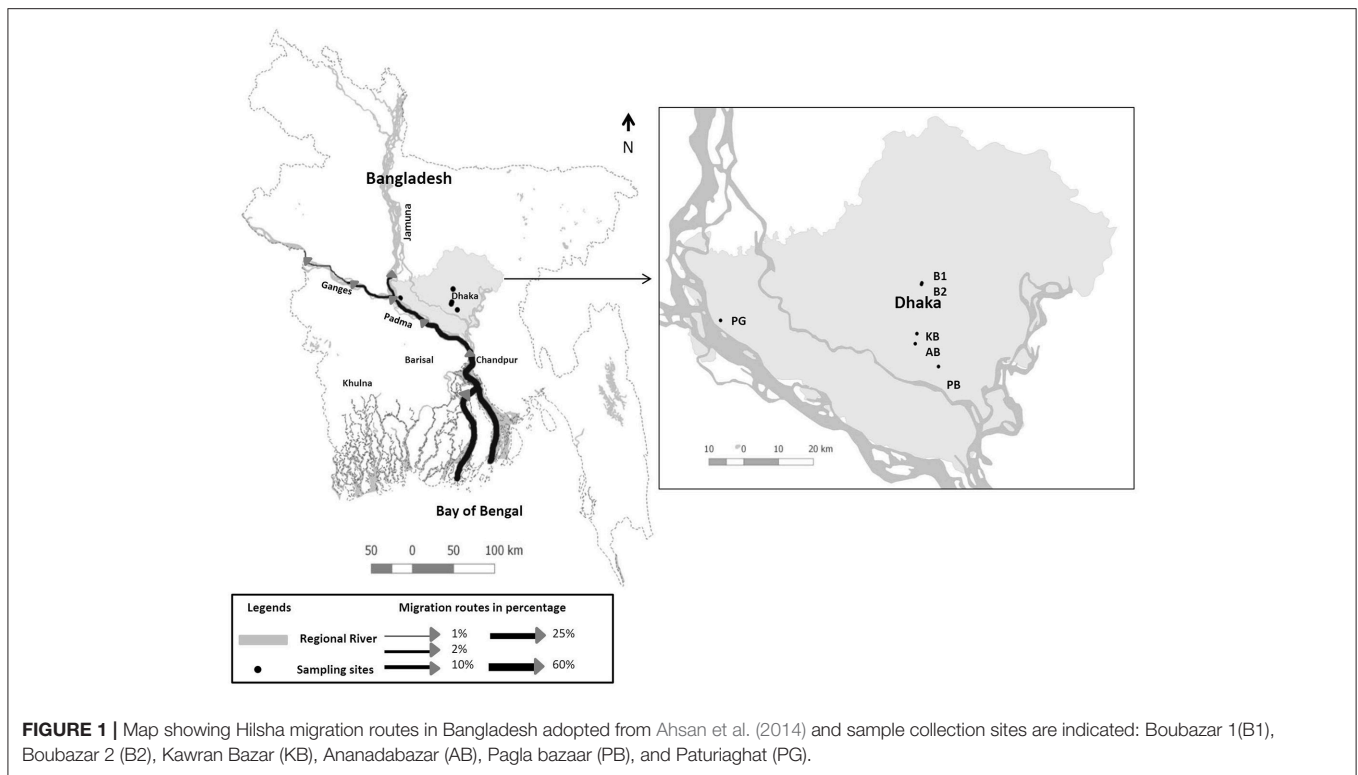 N
Bangladesh
Jamuna
Ganges
Padma
Dhaka
Barisal
Chandpur
Khulna
Bay of Bengal
50 0 50 100 km
Legends Migration routes in percentage
Regional River 1% 25%
2%
Sampling sites 10% 60%
B1
B2
Dhaka
PG
KB
AB
PB
10 0 10 20 km
FIGURE 1 | Map showing Hilsha migration routes in Bangladesh adopted from Ahsan et al. (2014) and sample collection sites are indicated: Boubazar 1(B1),
Boubazar 2 (B2), Kawran Bazar (KB), Ananadabazar (AB), Pagla bazaar (PB), and Paturiaghat (PG).